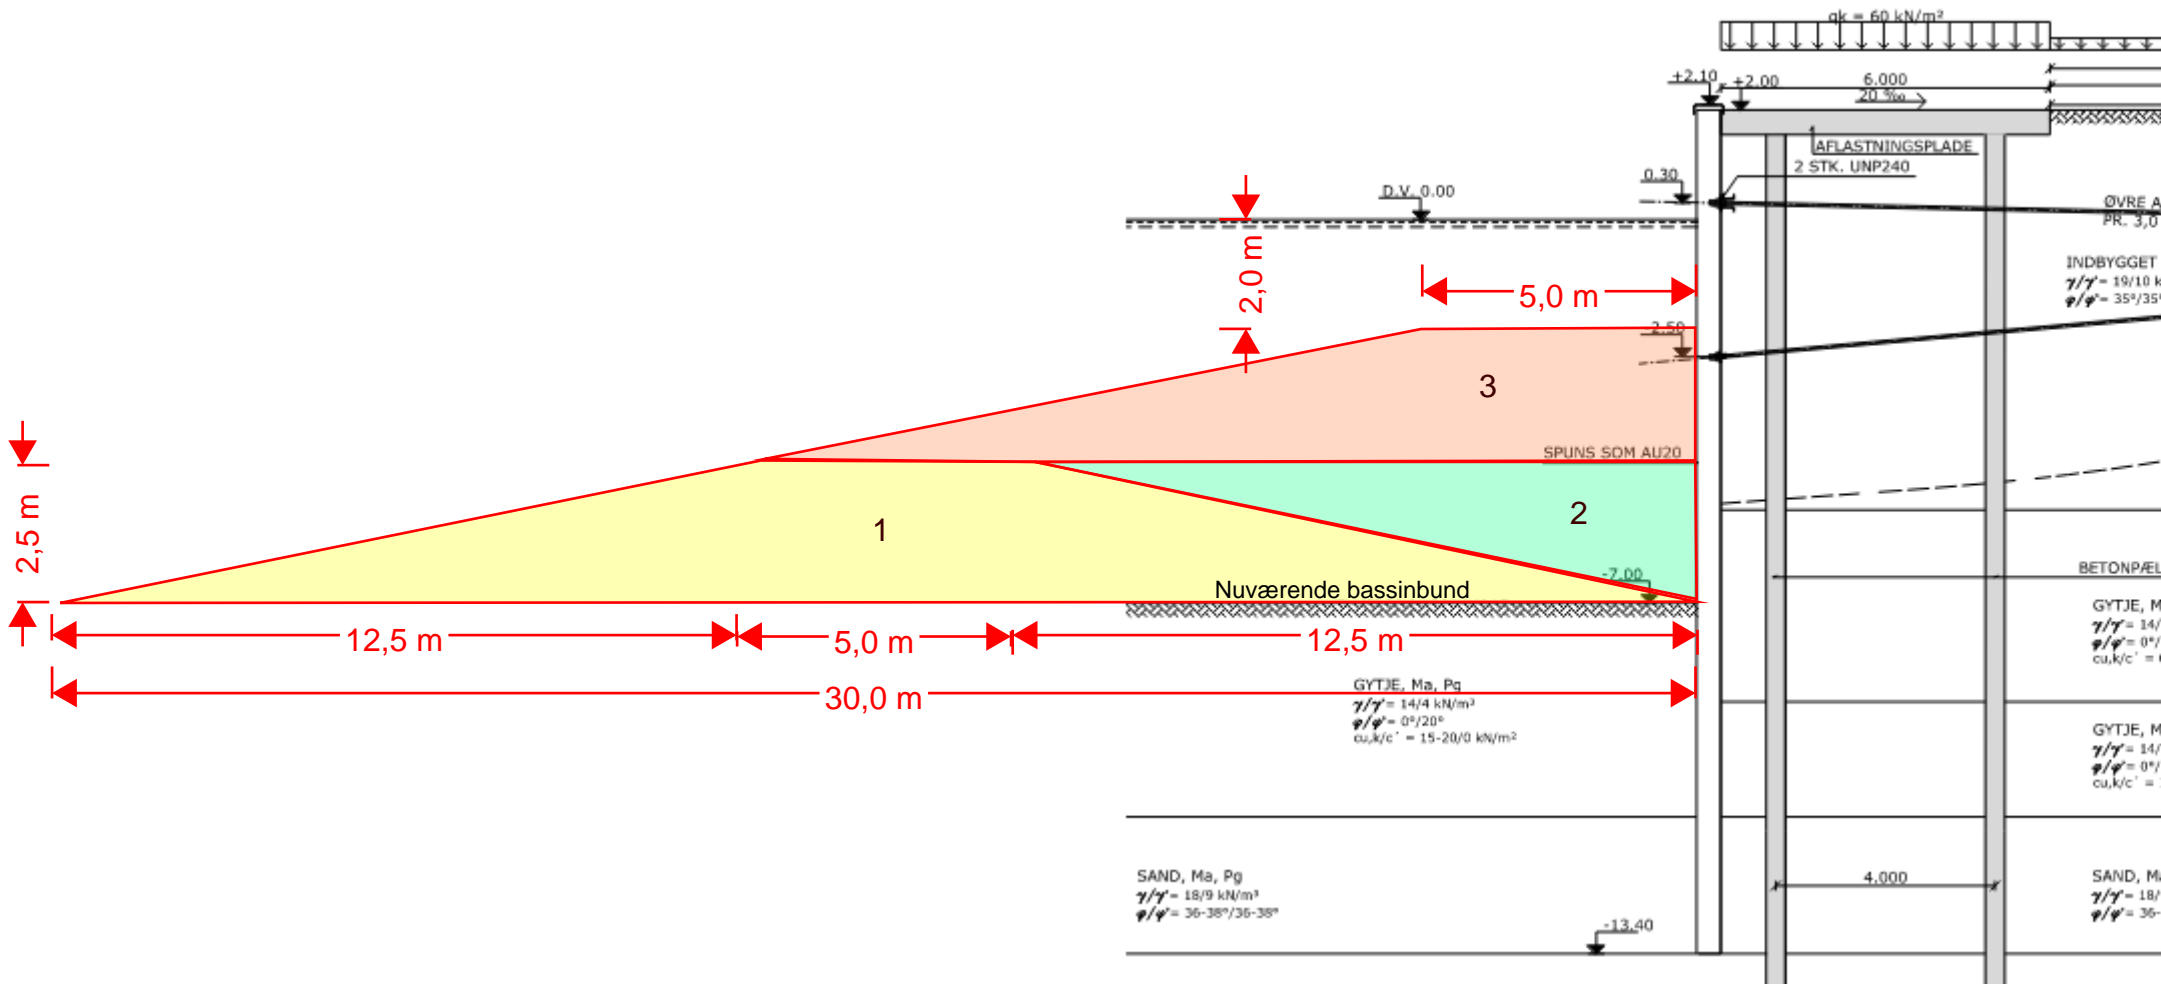 qk = 60 kN/m²
+2.10
+2.00
6.000
20 ‰
AFLASTNINGSPLADE
2 STK. UNP240
0.30
D.V. 0.00
ØVRE A
PR. 3,0
2,0 m
5,0 m
INDBYGGET
γ/γ'= 19/10 k
φ/φ'= 35°/35°
-2.50
3
SPUNS SOM AU20
2,5 m
1
2
-7.00
Nuværende bassinbund
BETONPÆL
12,5 m
5,0 m
12,5 m
30,0 m
GYTJE, M
γ/γ'= 14/
φ/φ'= 0°/
cu,k/c' =
GYTJE, Ma, Pg
γ/γ'= 14/4 kN/m³
φ/φ'= 0°/20°
cu,k/c' = 15-20/0 kN/m²
GYTJE, M
γ/γ'= 14/
φ/φ'= 0°/
cu,k/c' =
SAND, Ma, Pg
γ/γ'= 18/9 kN/m³
φ/φ'= 36-38°/36-38°
4.000
SAND, Ma
γ/γ'= 18/
φ/φ'= 36-
-13.40